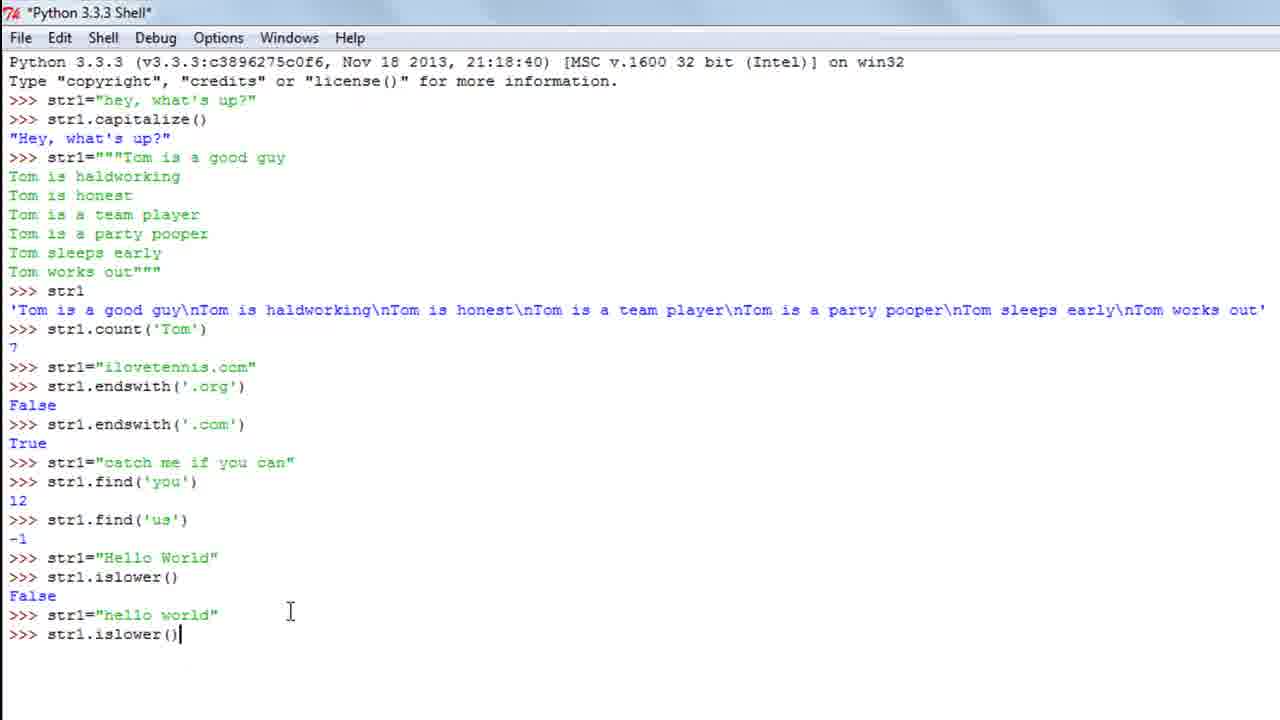 *Python 3.3.3 Shell*
File Edit Shell Debug Options Windows Help
Python 3.3.3 (v3.3.3:c3896275c0f6, Nov 18 2013, 21:18:40) [MSC v.1600 32 bit (Intel)] on win32
Type "copyright", "credits" or "license()" for more information.
>>> str1="hey, what's up?"
>>> str1.capitalize()
"Hey, what's up?"
>>> str1="""Tom is a good guy
Tom is haldworking
Tom is honest
Tom is a team player
Tom is a party pooper
Tom sleeps early
Tom works out"""
>>> str1
'Tom is a good guy\nTom is haldworking\nTom is honest\nTom is a team player\nTom is a party pooper\nTom sleeps early\nTom works out'
>>> str1.count('Tom')
7
>>> str1="ilovetennis.com"
>>> str1.endswith('.org')
False
>>> str1.endswith('.com')
True
>>> str1="catch me if you can"
>>> str1.find('you')
12
>>> str1.find('us')
-1
>>> str1="Hello World"
>>> str1.islower()
False
>>> str1="hello world"
>>> str1.islower()